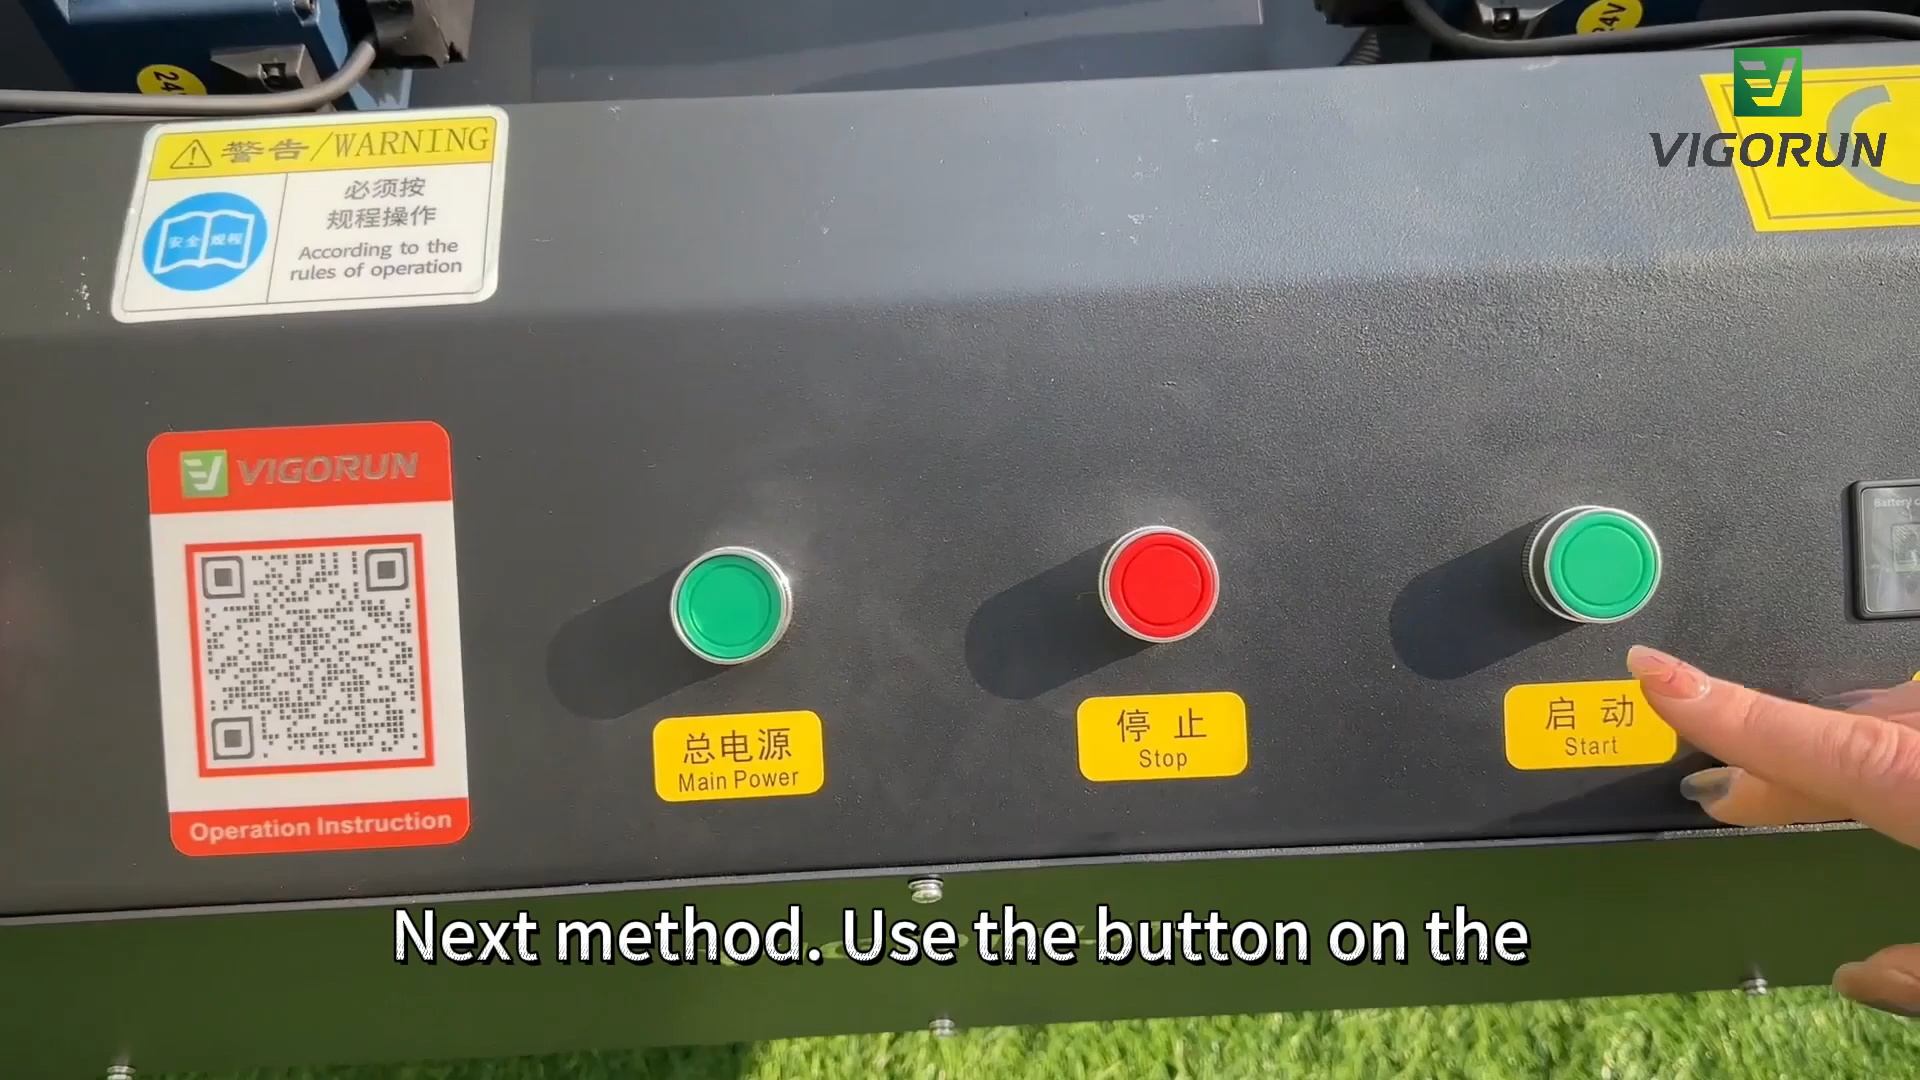 24V
VIGORUN
警告/WARNING
必须按
规程操作
According to the
rules of operation
安全 规程
VIGORUN
Operation Instruction
总电源
Main Power
停止
Stop
启动
Start
Battery
Next method. Use the button on the